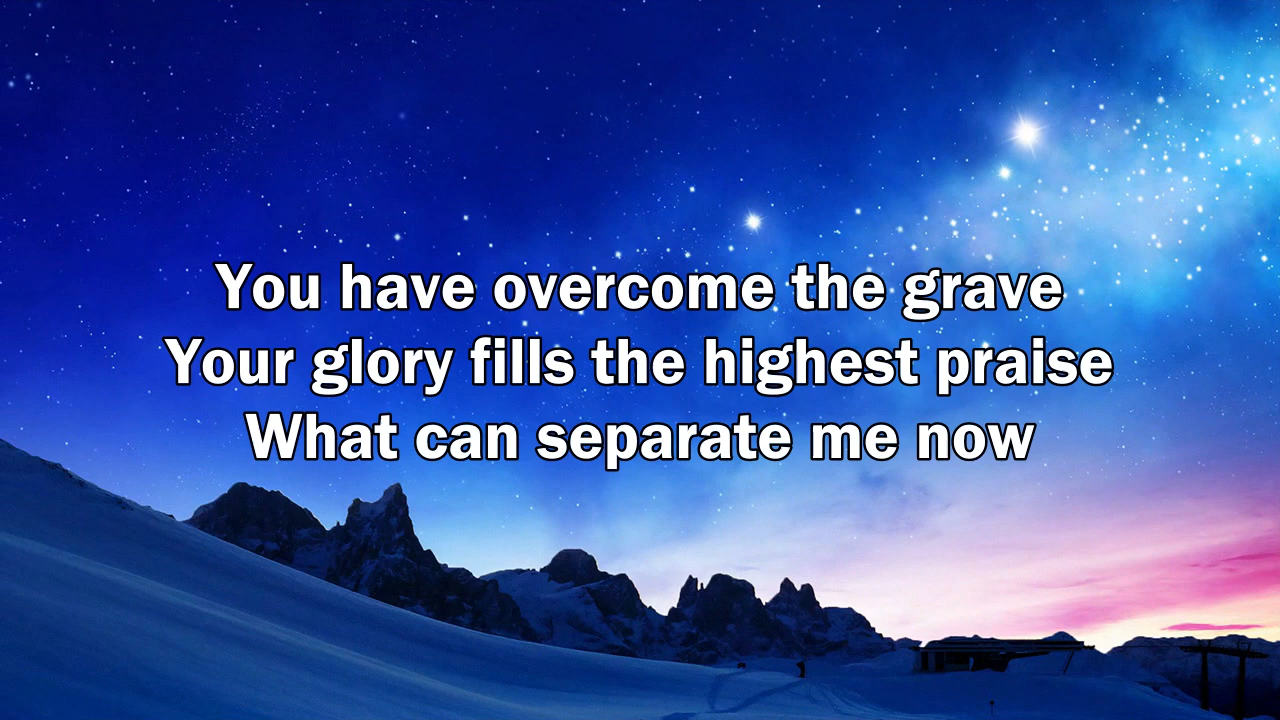 You have overcome the grave
Your glory fills the highest praise
What can separate me now